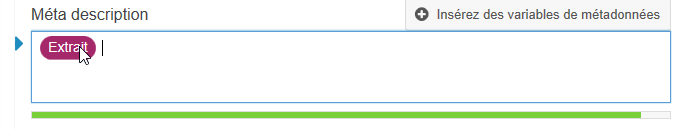 Méta description
Insérez des variables de métadonnées
Extrait